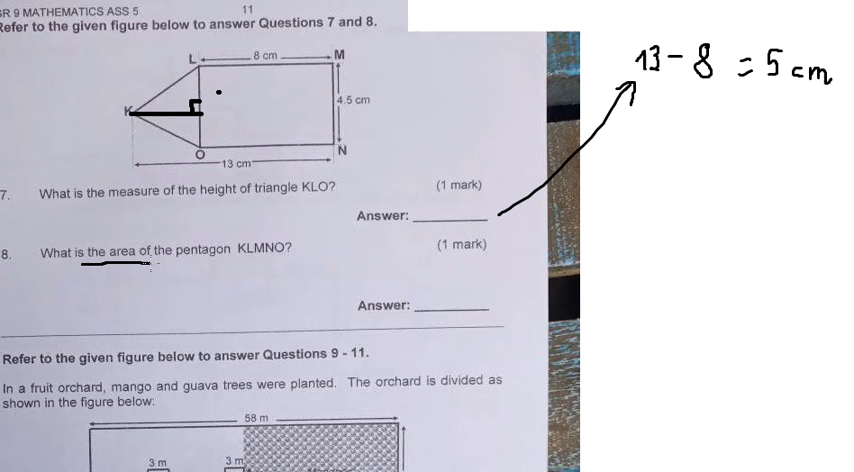 GR 9 MATHEMATICS ASS 5 11
Refer to the given figure below to answer Questions 7 and 8.
L 8 cm M
13 - 8 = 5 cm
K 4.5 cm
O N
13 cm
7. What is the measure of the height of triangle KLO? (1 mark)
Answer:
8. What is the area of the pentagon KLMNO? (1 mark)
Answer:
Refer to the given figure below to answer Questions 9 - 11.
In a fruit orchard, mango and guava trees were planted. The orchard is divided as
shown in the figure below:
58 m
3 m 3 m